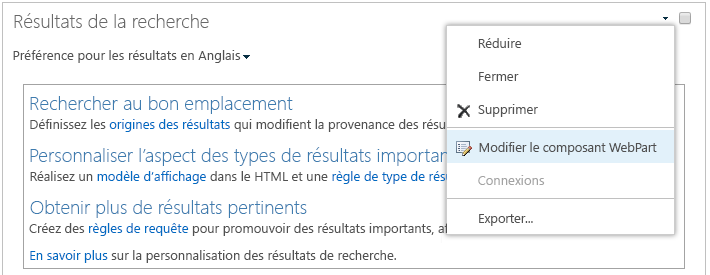 Résultats de la recherche
Préférence pour les résultats en Anglais
Réduire
Fermer
Supprimer
Modifier le composant WebPart
Connexions
Exporter...
Rechercher au bon emplacement
Définissez les origines des résultats qui modifient la provenance des
Personnaliser l'aspect des types de résultats
Réalisez un modèle d'affichage dans le HTML et une règle de type de
Obtenir plus de résultats pertinents
Créez des règles de requête pour promouvoir des résultats importants,
En savoir plus sur la personnalisation des résultats de recherche.